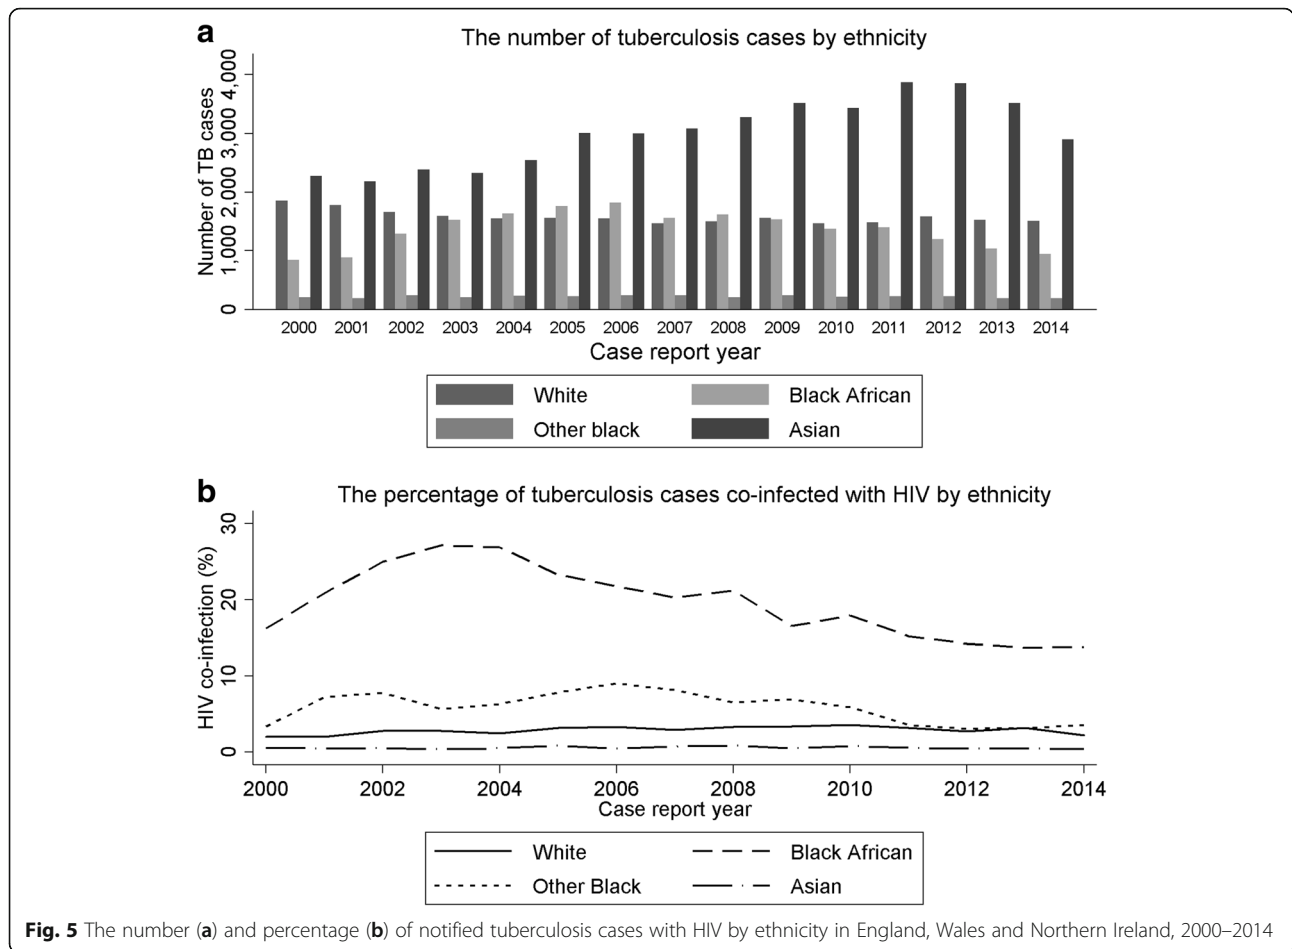 a
The number of tuberculosis cases by ethnicity
Number of TB cases
4,000
3,000
2,000
1,000
0
2000 2001 2002 2003 2004 2005 2006 2007 2008 2009 2010 2011 2012 2013 2014
Case report year
White Black African
Other black Asian
b
The percentage of tuberculosis cases co-infected with HIV by ethnicity
HIV co-infection (%)
30
20
10
0
2000 2002 2004 2006 2008 2010 2012 2014
Case report year
White Black African
Other Black Asian
Fig. 5 The number (a) and percentage (b) of notified tuberculosis cases with HIV by ethnicity in England, Wales and Northern Ireland, 2000–2014